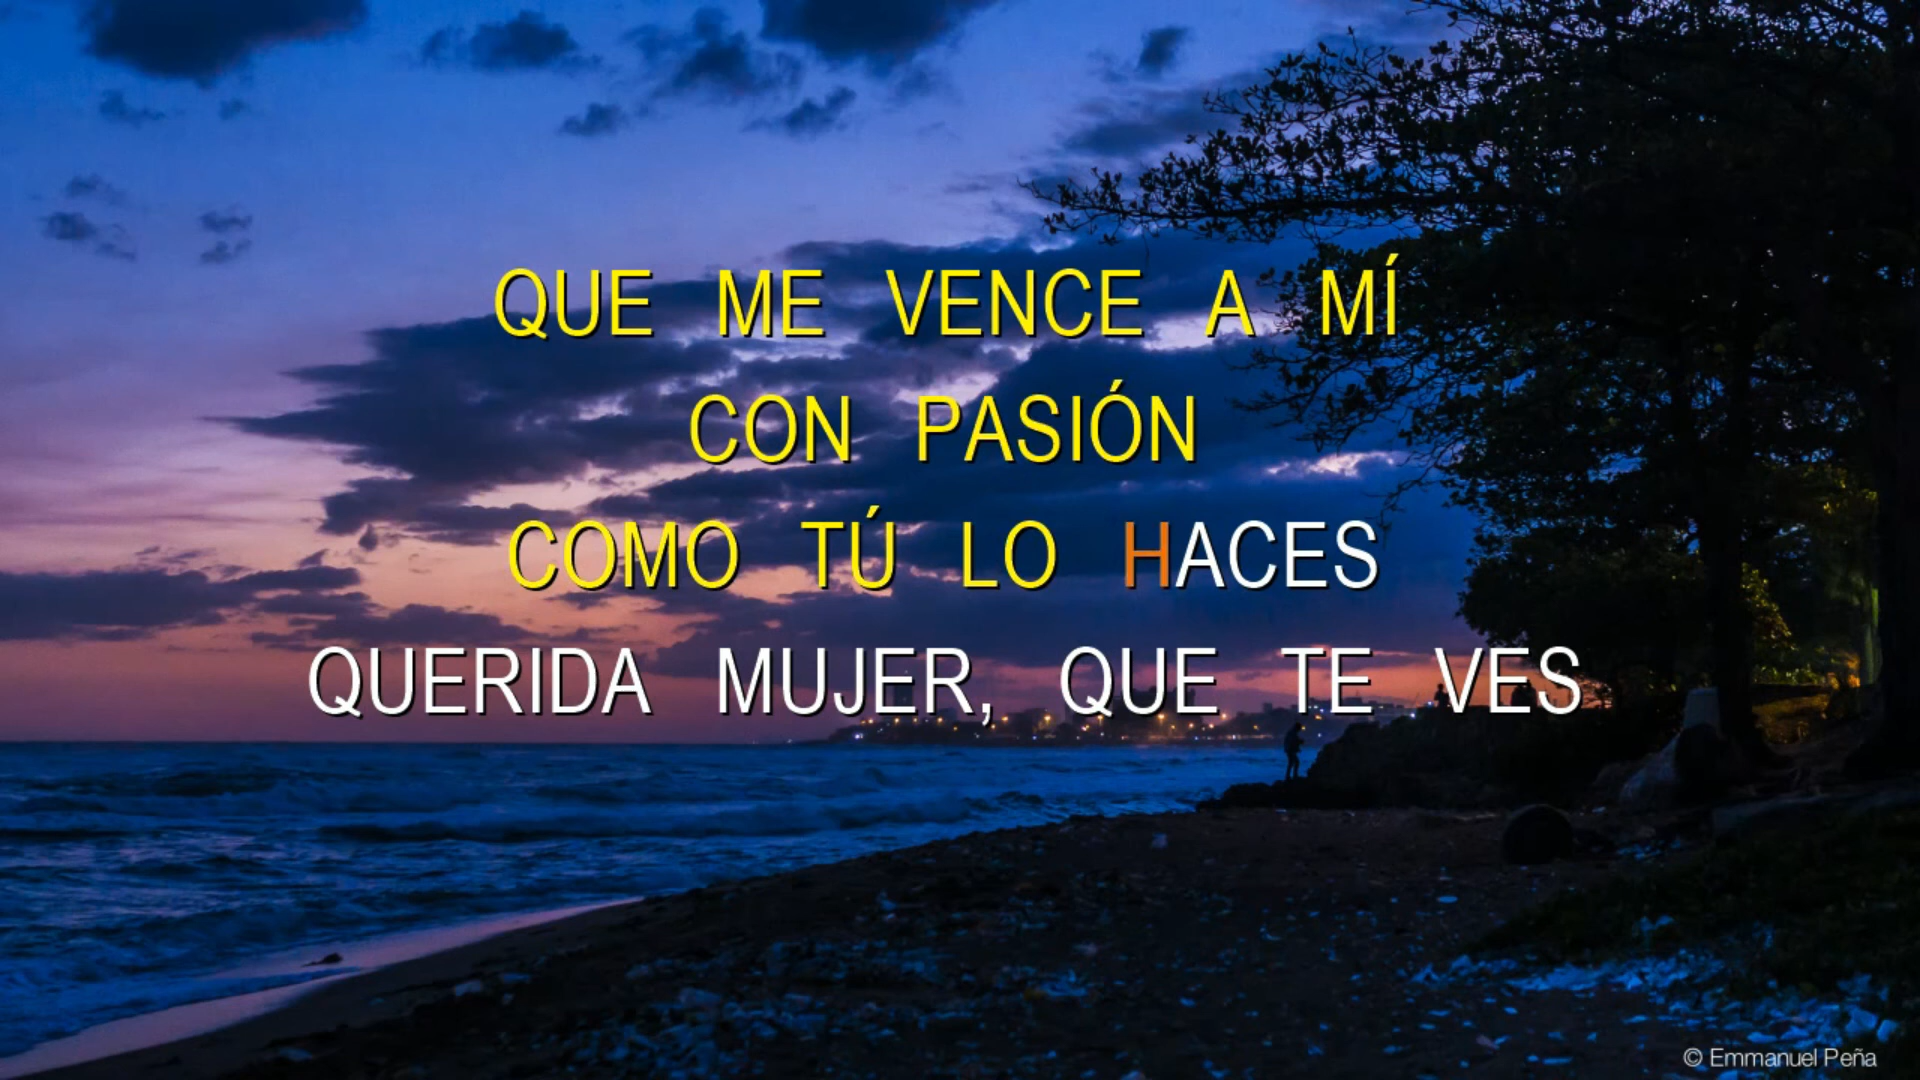 QUE ME VENCE A MÍ
CON PASIÓN
COMO TÚ LO HACES
QUERIDA MUJER, QUE TE VES
© Emmanuel Peña